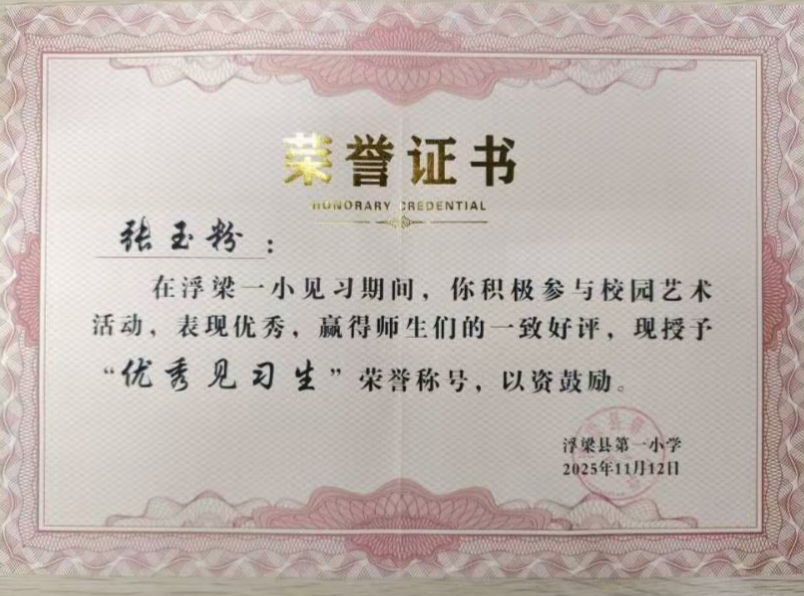 荣誉证书
HONORARY CREDENTIAL
张玉粉：
在浮梁一小见习期间，你积极参与校园艺术
活动，表现优秀，赢得师生们的一致好评，现授予
“优秀见习生”荣誉称号，以资鼓励。
浮梁县第一小学
2025年11月12日